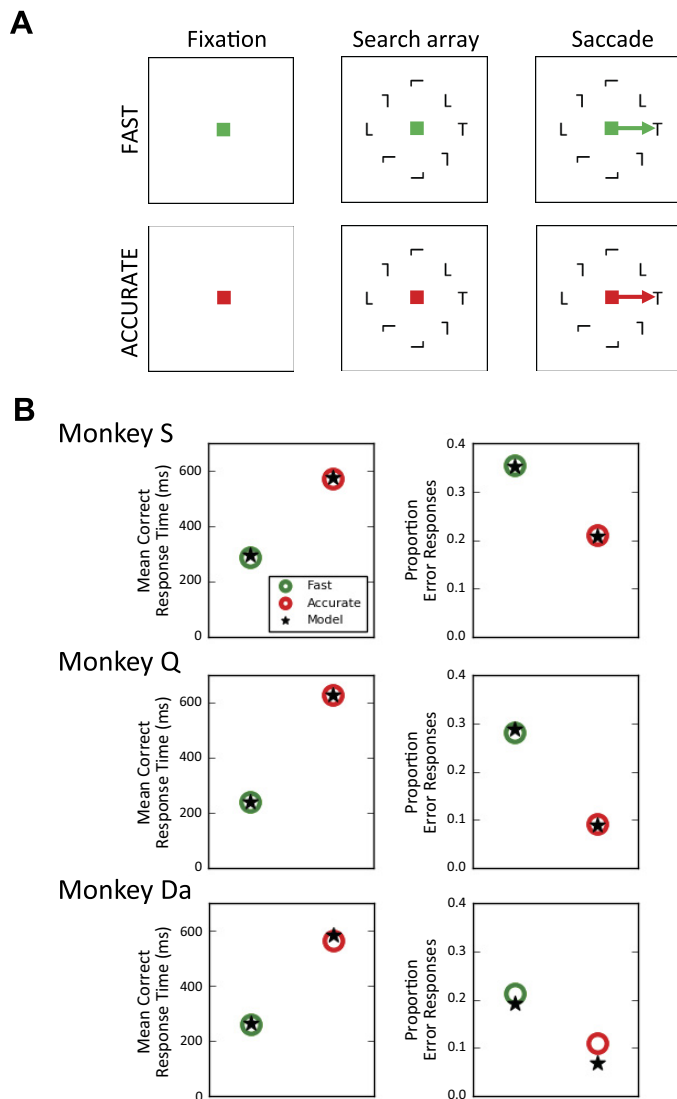 A
Fixation Search array Saccade
FAST
L L T
L L T
ACCURATE
L L T
L L T
B
Monkey S
Mean Correct
Response Time (ms)
600
400
200
0
Fast
Accurate
Model
Proportion
Error Responses
0.4
0.3
0.2
0.1
0.0
Monkey Q
Mean Correct
Response Time (ms)
600
400
200
0
Proportion
Error Responses
0.4
0.3
0.2
0.1
0.0
Monkey Da
Mean Correct
Response Time (ms)
600
400
200
0
Proportion
Error Responses
0.4
0.3
0.2
0.1
0.0